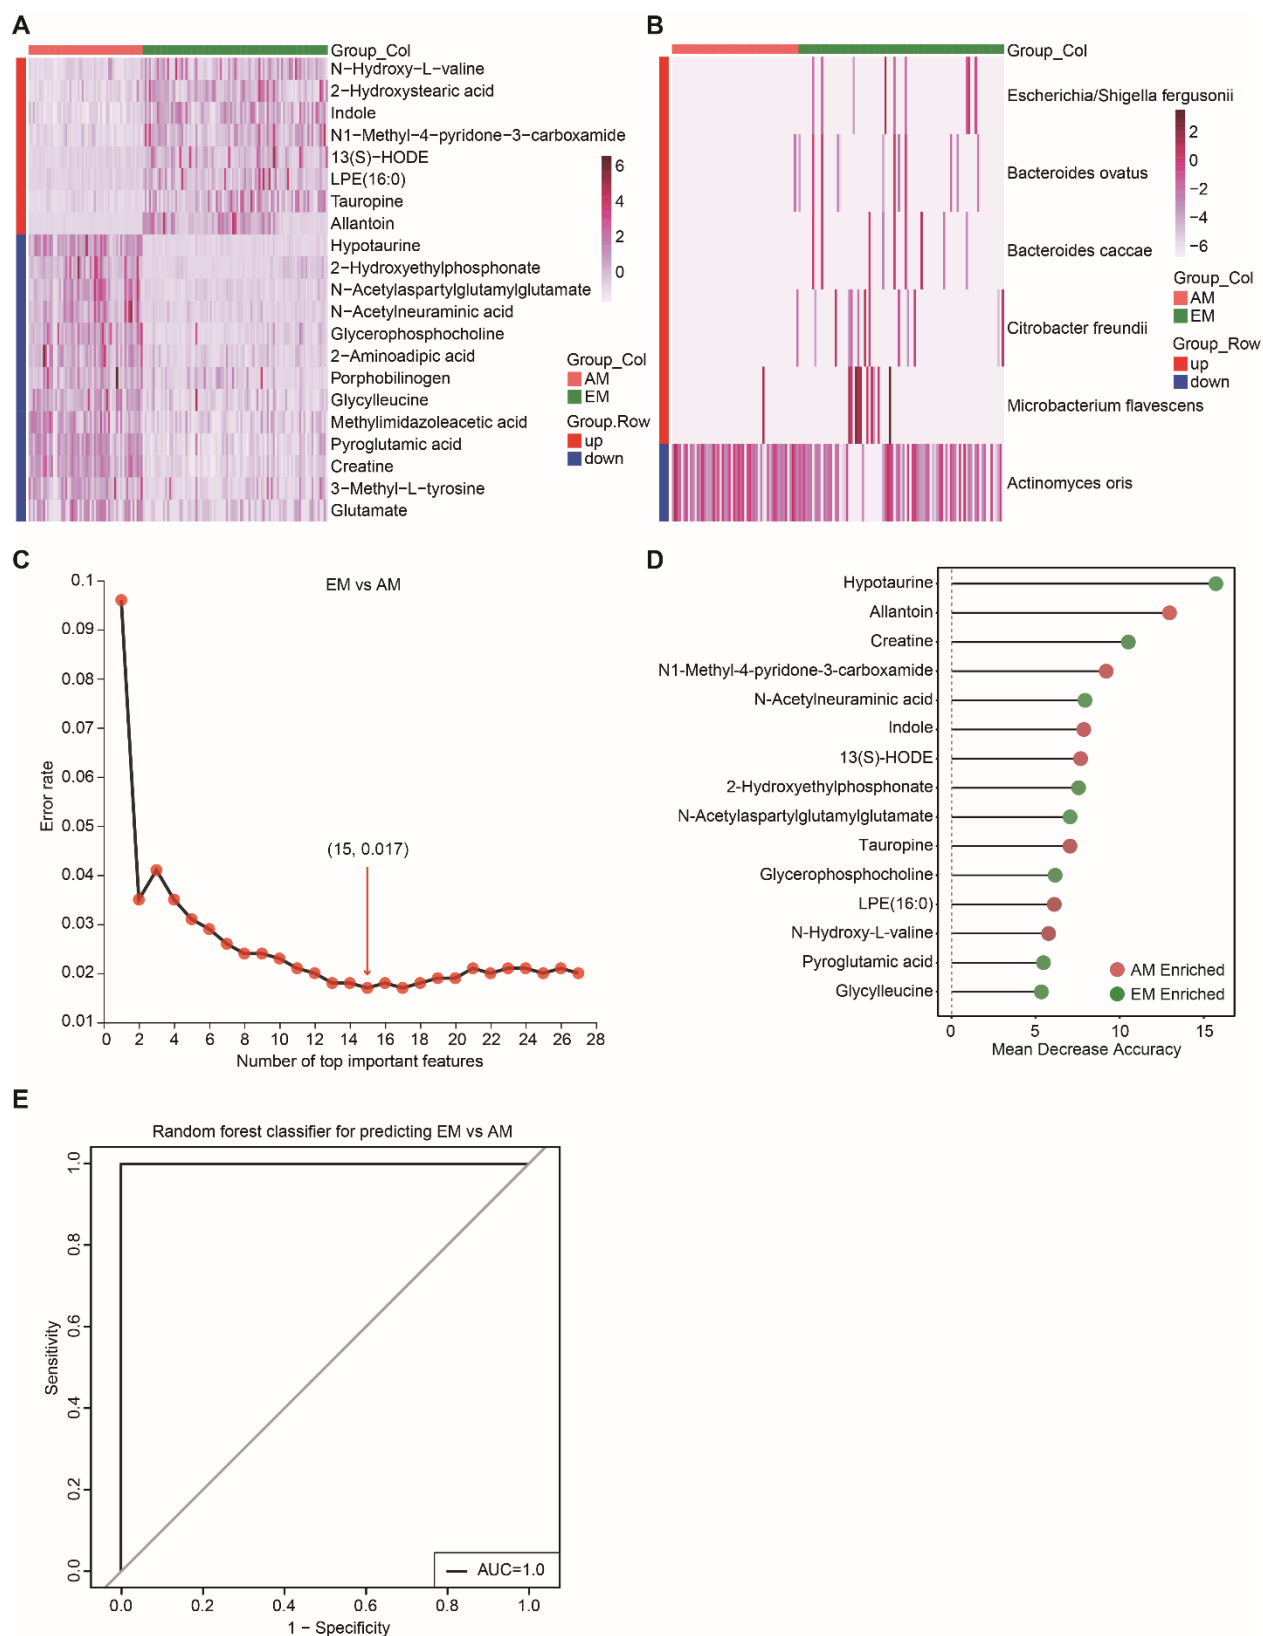 A
Group_Col
N−Hydroxy−L−valine
2−Hydroxystearic acid
Indole
N1−Methyl−4−pyridone−3−carboxamide
13(S)−HODE
LPE(16:0)
Tauropine
Allantoin
Hypotaurine
2−Hydroxyethylphosphonate
N−Acetylaspartylglutamylglutamate
N−Acetylneuraminic acid
Glycerophosphocholine
2−Aminoadipic acid
Porphobilinogen
Glycylleucine
Methylimidazoleacetic acid
Pyroglutamic acid
Creatine
3−Methyl−L−tyrosine
Glutamate
6
4
2
0
Group_Col
AM
EM
Group.Row
up
down
B
Group_Col
Escherichia/Shigella fergusonii
Bacteroides ovatus
Bacteroides caccae
Citrobacter freundii
Microbacterium flavescens
Actinomyces oris
2
0
−2
−4
−6
Group_Col
AM
EM
Group_Row
up
down
C
EM vs AM
0.1
0.09
0.08
0.07
0.06
0.05
0.04
0.03
0.02
0.01
Error rate
(15, 0.017)
0 2 4 6 8 10 12 14 16 18 20 22 24 26 28
Number of top important features
D
Hypotaurine
Allantoin
Creatine
N1-Methyl-4-pyridone-3-carboxamide
N-Acetylneuraminic acid
Indole
13(S)-HODE
2-Hydroxyethylphosphonate
N-Acetylaspartylglutamylglutamate
Tauropine
Glycerophosphocholine
LPE(16:0)
N-Hydroxy-L-valine
Pyroglutamic acid
Glycylleucine
AM Enriched
EM Enriched
0 5 10 15
Mean Decrease Accuracy
E
Random forest classifier for predicting EM vs AM
1.0
0.8
0.6
0.4
0.2
0.0
Sensitivity
AUC=1.0
0.0 0.2 0.4 0.6 0.8 1.0
1 − Specificity